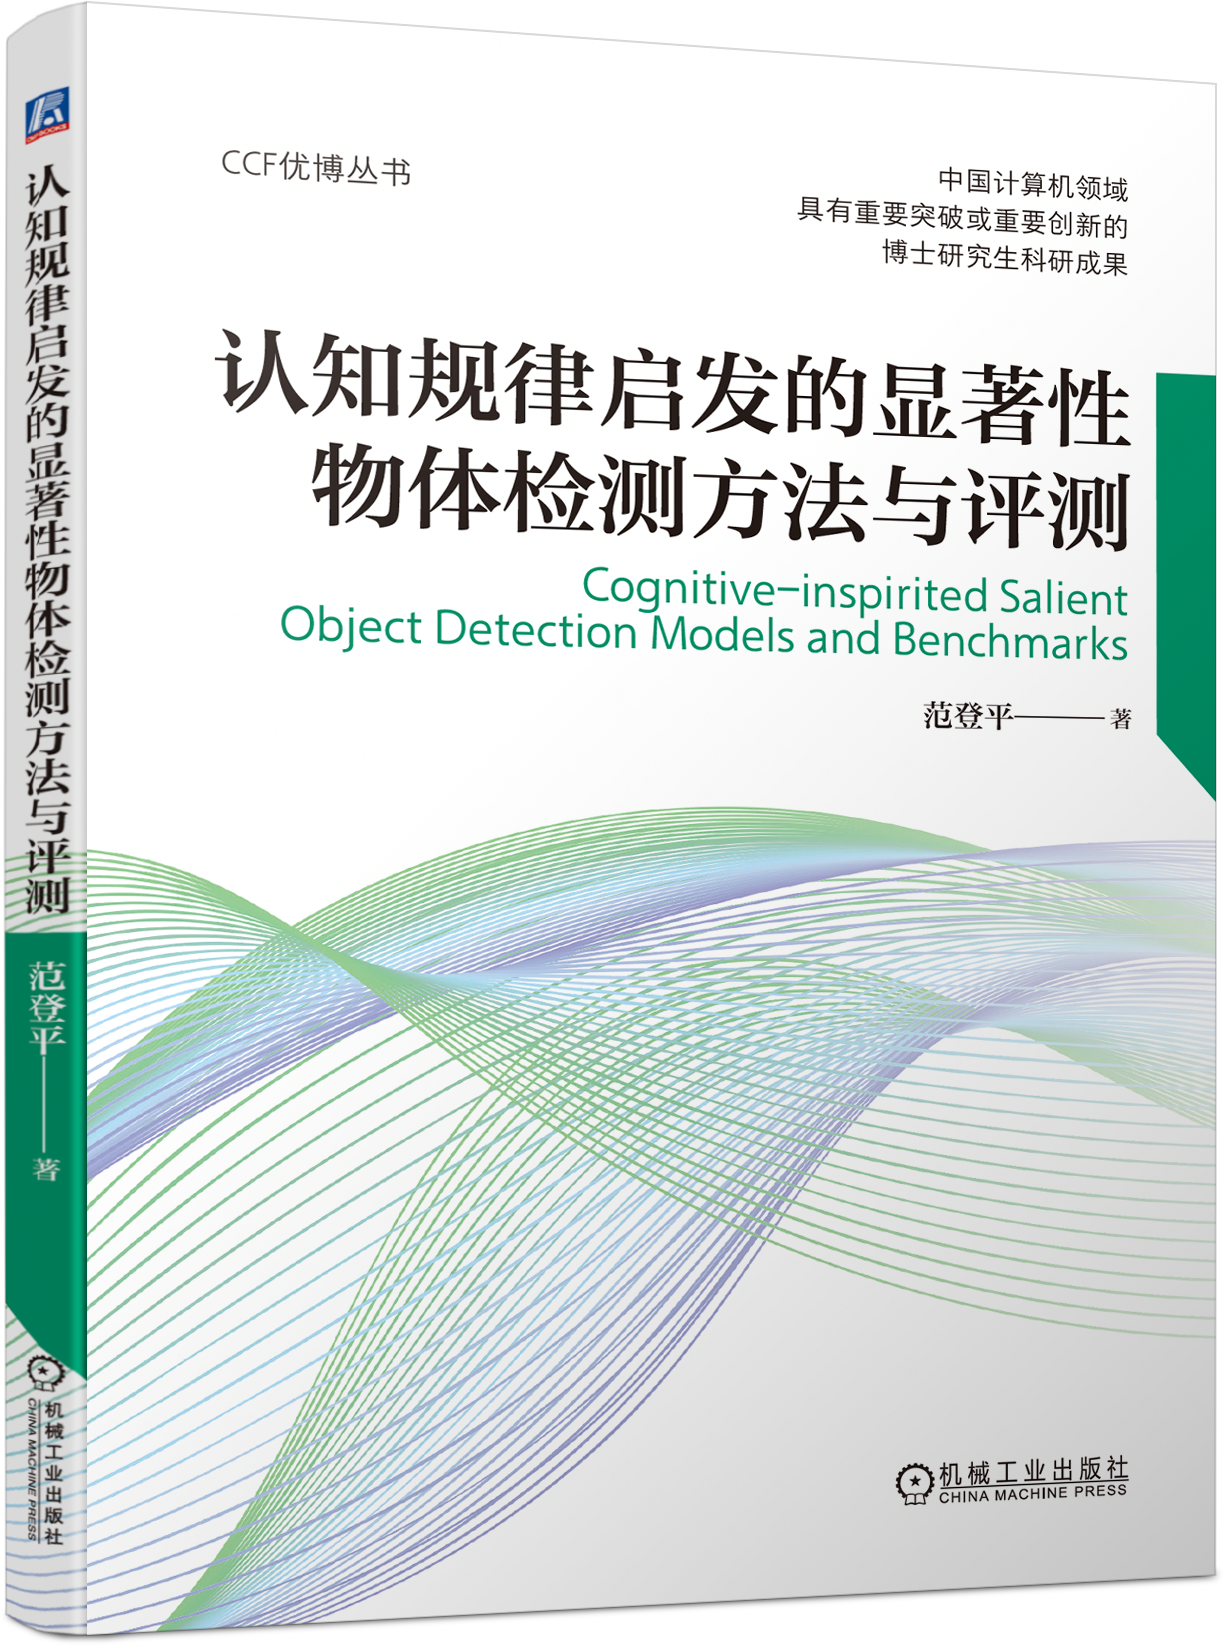 CCF优博丛书
中国计算机领域
具有重要突破或重要创新的
博士研究生科研成果
认知规律启发的显著性
物体检测方法与评测
Cognitive-inspirited Salient
Object Detection Models and Benchmarks
范登平——著
机械工业出版社
CHINA MACHINE PRESS
认知规律启发的显著性物体检测方法与评测
范登平——著
机械工业出版社
CHINA MACHINE PRESS